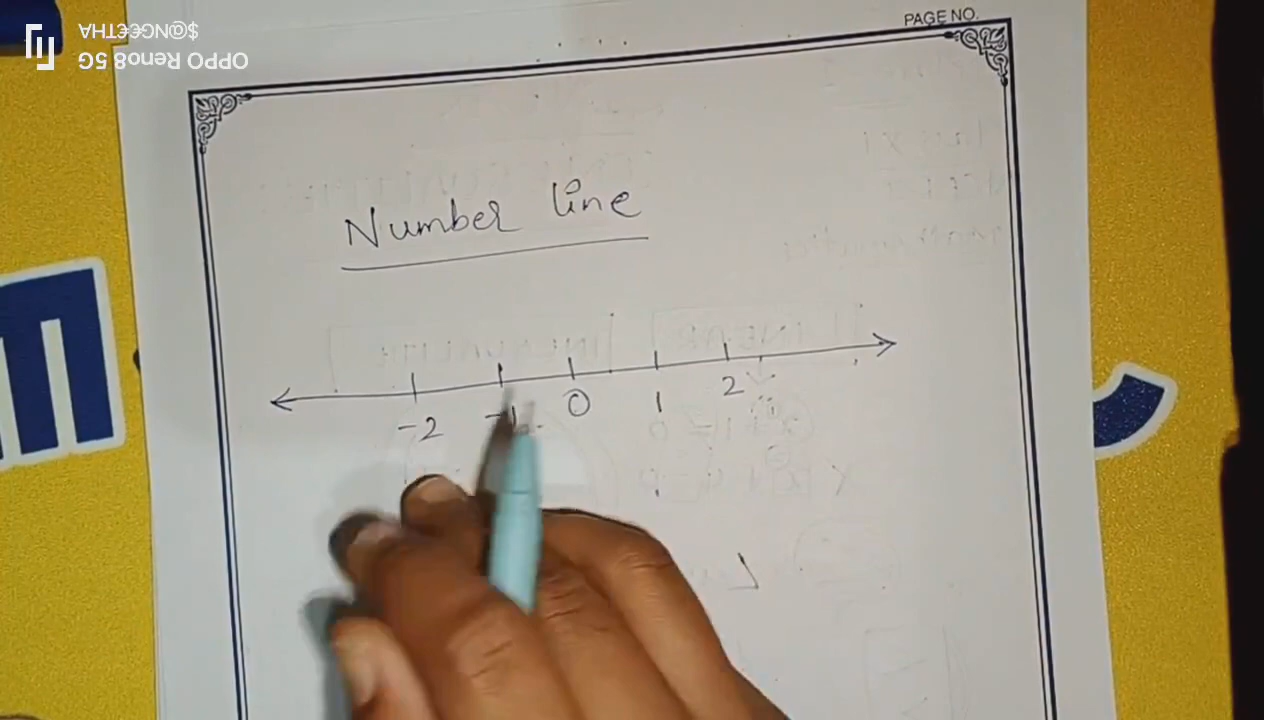 $@NGEETHA
OPPO Reno8 5G
PAGE NO.
Number line
-2 -1 0 1 2